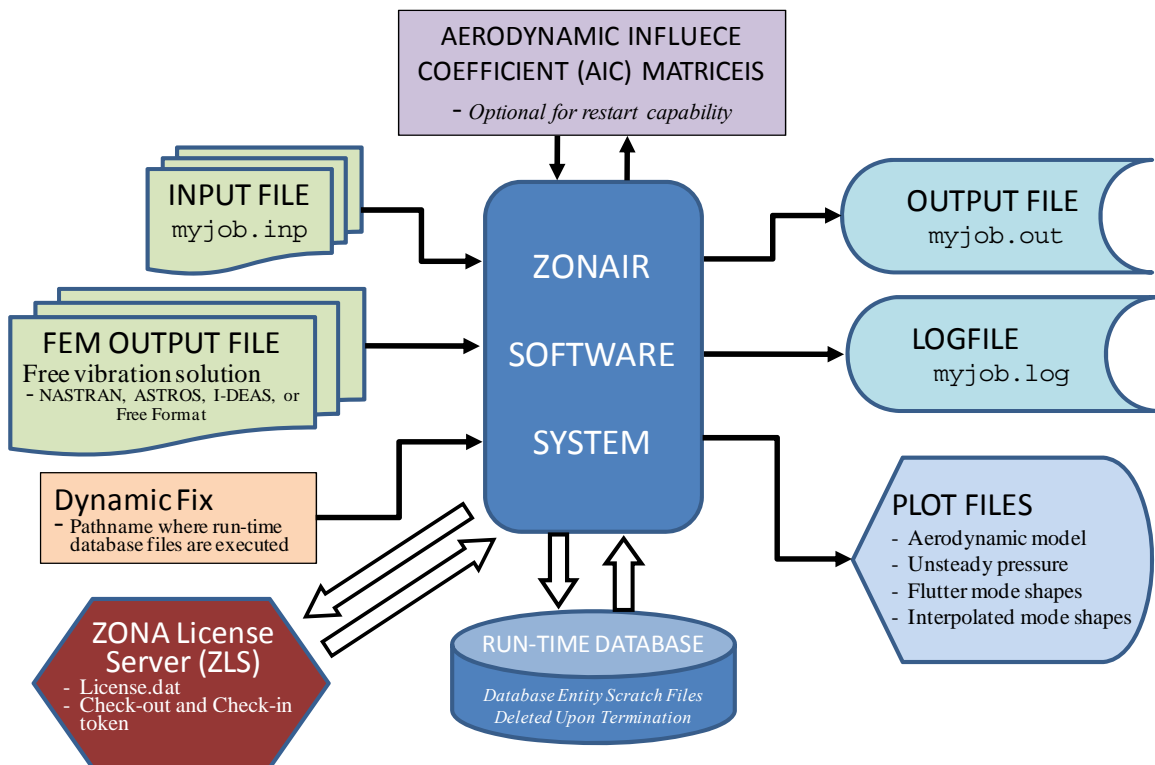 AERODYNAMIC INFLUECE
COEFFICIENT (AIC) MATRICEIS
- Optional for restart capability
INPUT FILE
myjob.inp
FEM OUTPUT FILE
Free vibration solution
- NASTRAN, ASTROS, I-DEAS, or
Free Format
Dynamic Fix
- Pathname where run-time
database files are executed
ZONA License
Server (ZLS)
- License.dat
- Check-out and Check-in
token
ZONAIR
SOFTWARE
SYSTEM
RUN-TIME DATABASE
Database Entity Scratch Files
Deleted Upon Termination
OUTPUT FILE
myjob.out
LOGFILE
myjob.log
PLOT FILES
- Aerodynamic model
- Unsteady pressure
- Flutter mode shapes
- Interpolated mode shapes